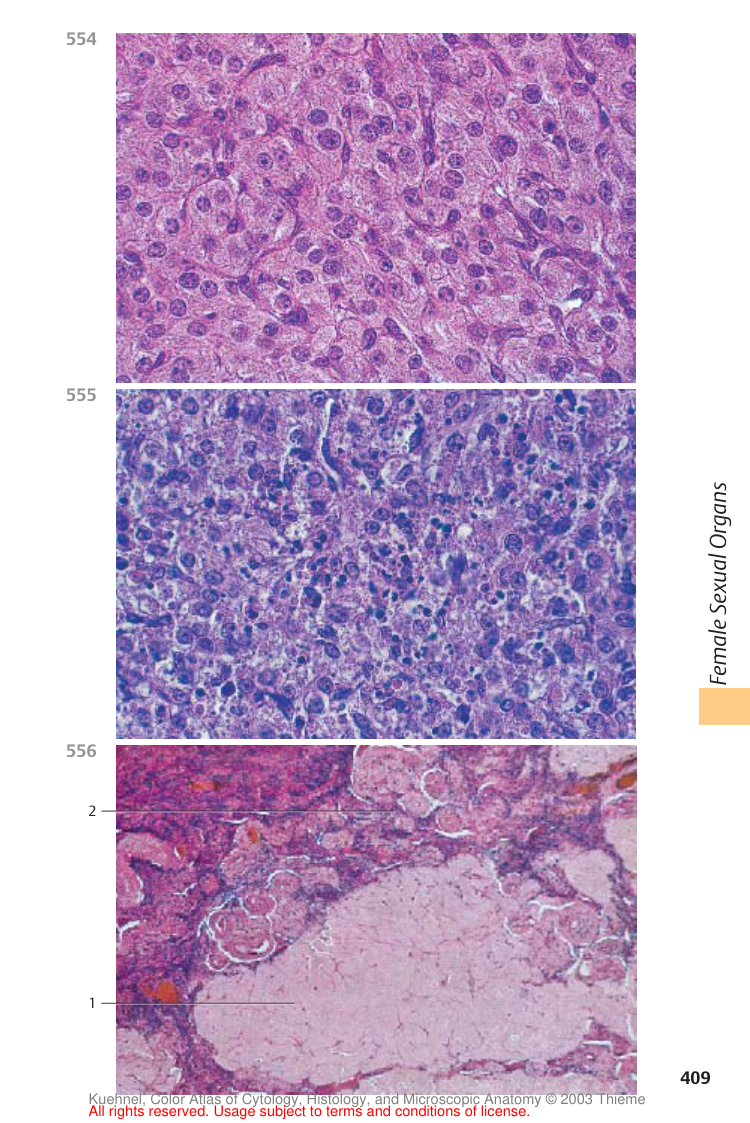 554
555
Female Sexual Organs
556
2
1
409
Kuehnel, Color Atlas of Cytology, Histology, and Microscopic Anatomy © 2003 Thieme
All rights reserved. Usage subject to terms and conditions of license.